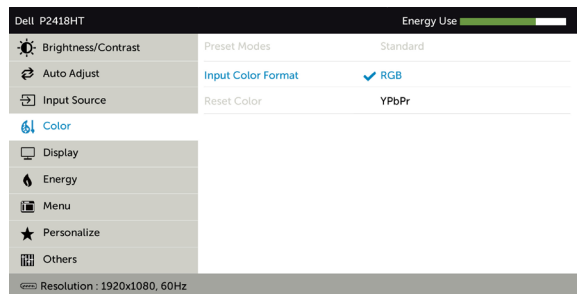 Dell P2418HT Energy Use
Brightness/Contrast Preset Modes Standard
Auto Adjust Input Color Format RGB
Input Source Reset Color YPbPr
Color
Display
Energy
Menu
Personalize
Others
Resolution : 1920x1080, 60Hz